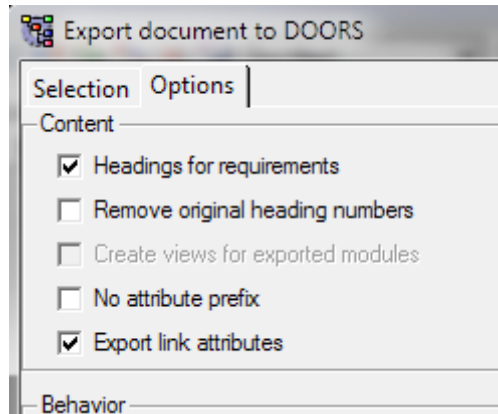 Export document to DOORS
Selection Options
Content
Headings for requirements
Remove original heading numbers
Create views for exported modules
No attribute prefix
Export link attributes
Behavior